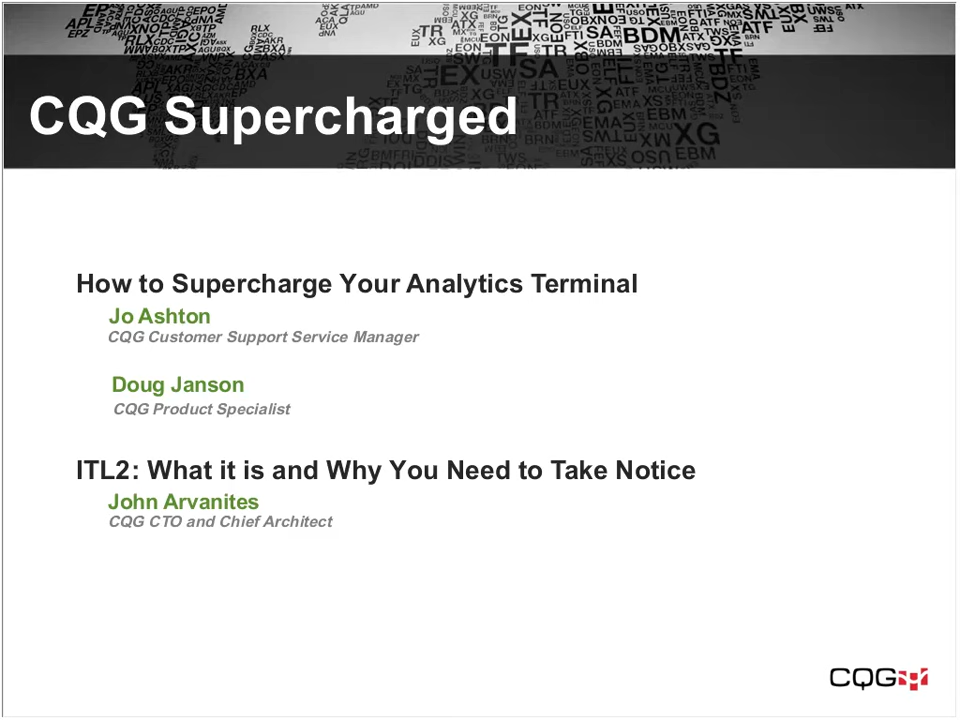 CQG Supercharged
How to Supercharge Your Analytics Terminal
Jo Ashton
CQG Customer Support Service Manager
Doug Janson
CQG Product Specialist
ITL2: What it is and Why You Need to Take Notice
John Arvanites
CQG CTO and Chief Architect
CQG